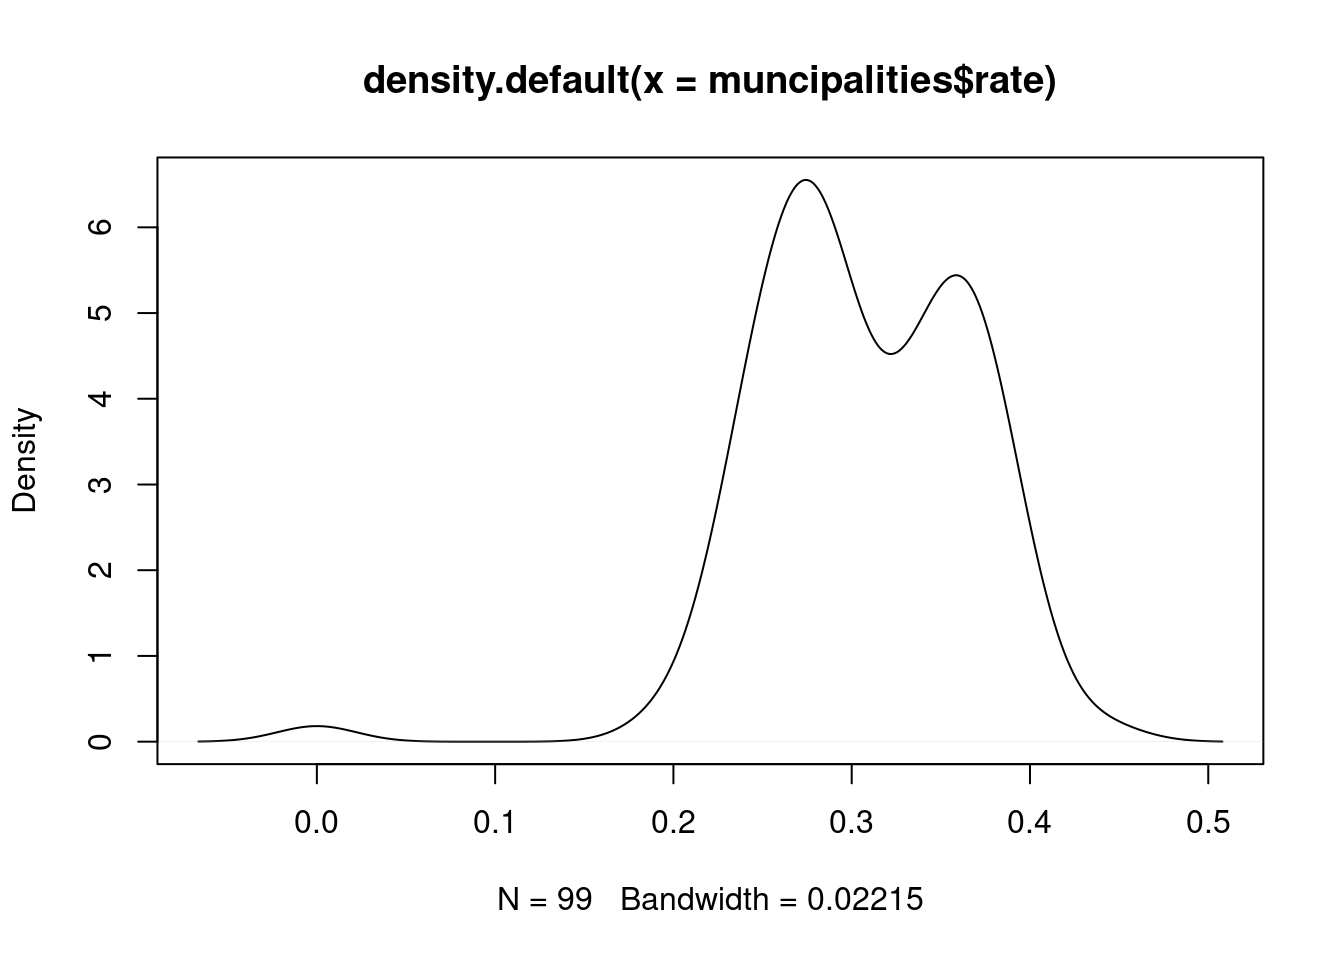 density.default(x = muncipalities$rate)
Density
6
5
4
3
2
1
0
0.0 0.1 0.2 0.3 0.4 0.5
N = 99 Bandwidth = 0.02215